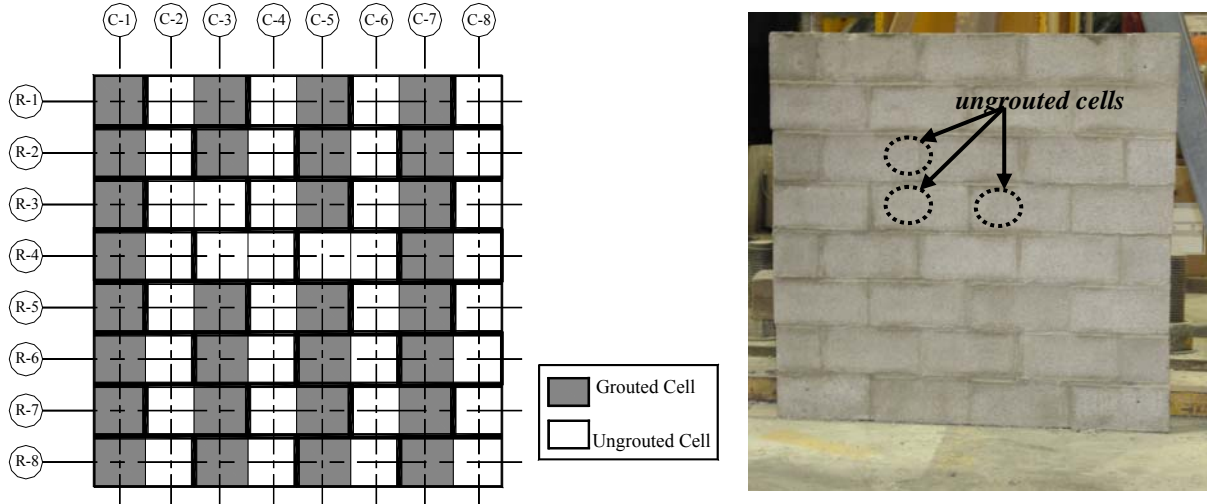 C-1 C-2 C-3 C-4 C-5 C-6 C-7 C-8
R-1
R-2
R-3
R-4
R-5
R-6
R-7
R-8
Grouted Cell
Ungrouted Cell
ungrouted cells